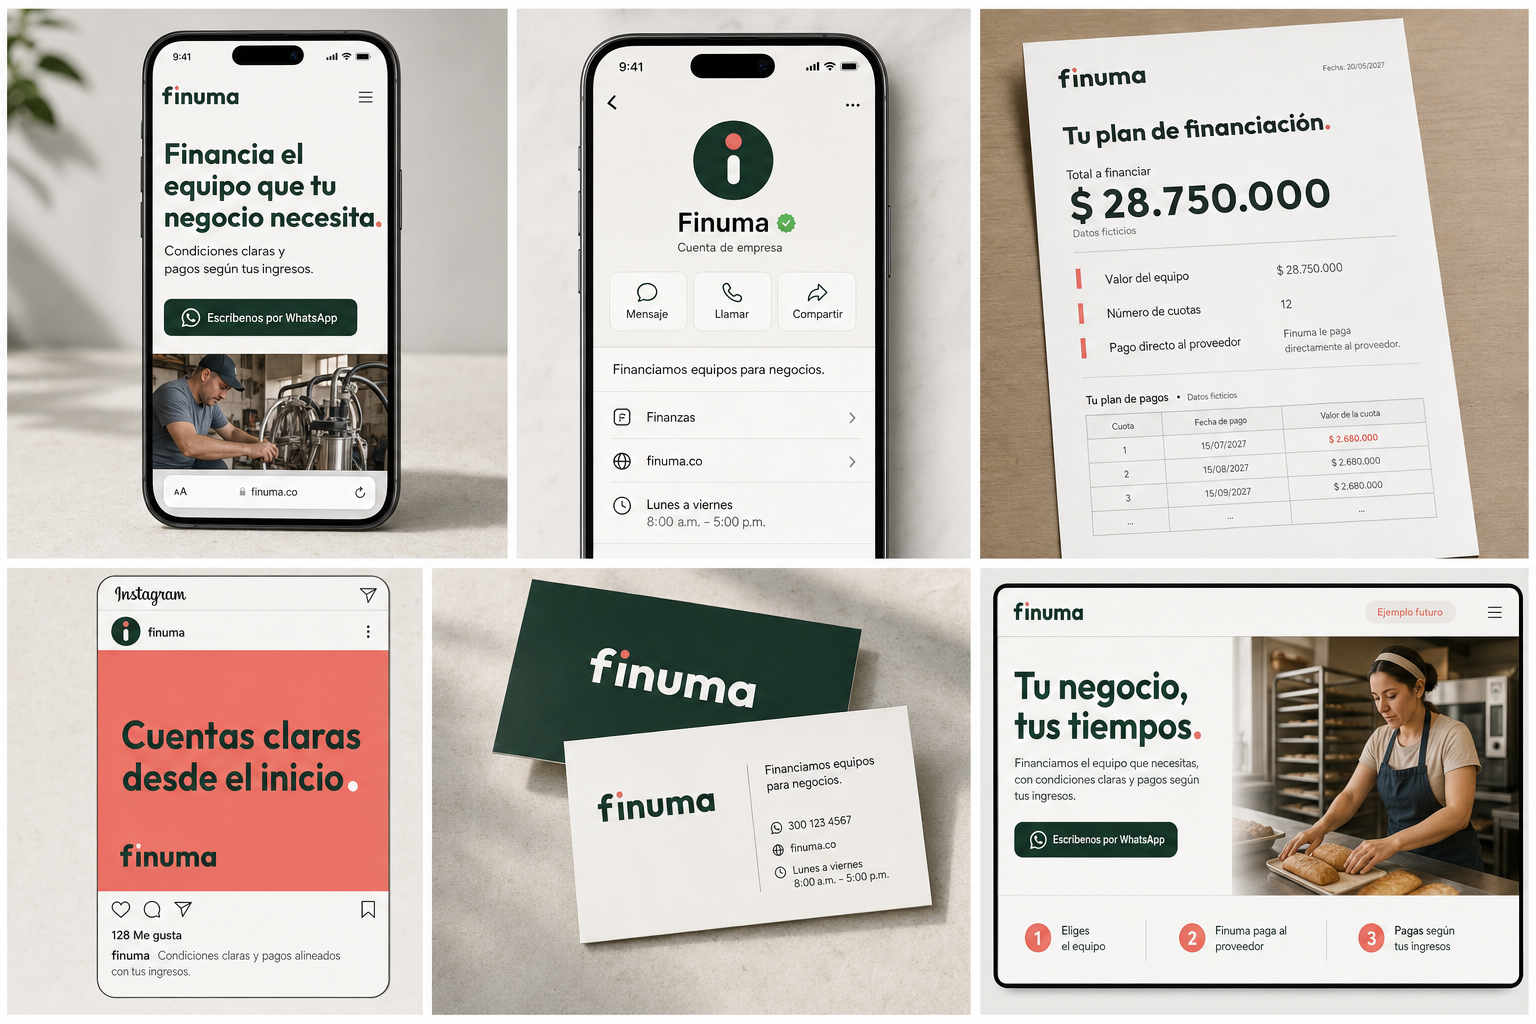 9:41
finuma
Financia el
equipo que tu
negocio necesita.
Condiciones claras y
pagos según tus ingresos.
Escríbenos por WhatsApp
AA
finuma.co
9:41
Finuma
Cuenta de empresa
Mensaje
Llamar
Compartir
Financiamos equipos para negocios.
Finanzas
finuma.co
Lunes a viernes
8:00 a.m. – 5:00 p.m.
finuma
Fecha: 20/05/2027
Tu plan de financiación.
Total a financiar
$ 28.750.000
Datos ficticios
Valor del equipo $ 28.750.000
Número de cuotas 12
Pago directo al proveedor Finuma le paga
directamente al proveedor.
Tu plan de pagos • Datos ficticios
Cuota Fecha de pago Valor de la cuota
1 15/07/2027 $ 2.680.000
2 15/08/2027 $ 2.680.000
3 15/09/2027 $ 2.680.000
... ... ...
Instagram
finuma
Cuentas claras
desde el inicio.
finuma
128 Me gusta
finuma Condiciones claras y pagos alineados
con tus ingresos.
finuma
finuma
Financiamos equipos
para negocios.
300 123 4567
finuma.co
Lunes a viernes
8:00 a.m. – 5:00 p.m.
finuma
Ejemplo futuro
Tu negocio,
tus tiempos.
Financiamos el equipo que necesitas,
con condiciones claras y pagos según
tus ingresos.
Escríbenos por WhatsApp
1 Eliges
el equipo
2 Finuma paga al
proveedor
3 Pagas según
tus ingresos